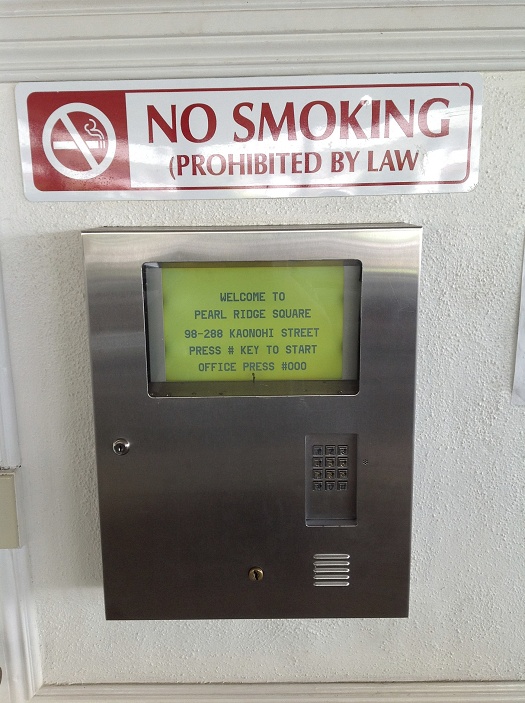 NO SMOKING
(PROHIBITED BY LAW
WELCOME TO
PEARL RIDGE SQUARE
98-288 KAONOHI STREET
PRESS # KEY TO START
OFFICE PRESS #000